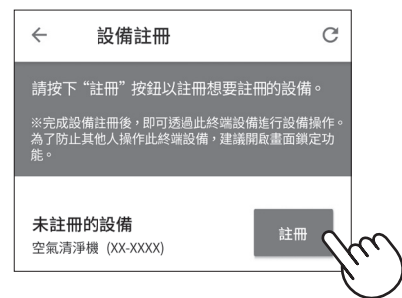 設備註冊
請按下“註冊”按鈕以註冊想要註冊的設備。
※完成設備註冊後，即可透過此終端設備進行設備操作。
為了防止其他人操作此終端設備，建議開啟畫面鎖定功
能。
未註冊的設備
註冊
空氣清淨機 (XX-XXXX)